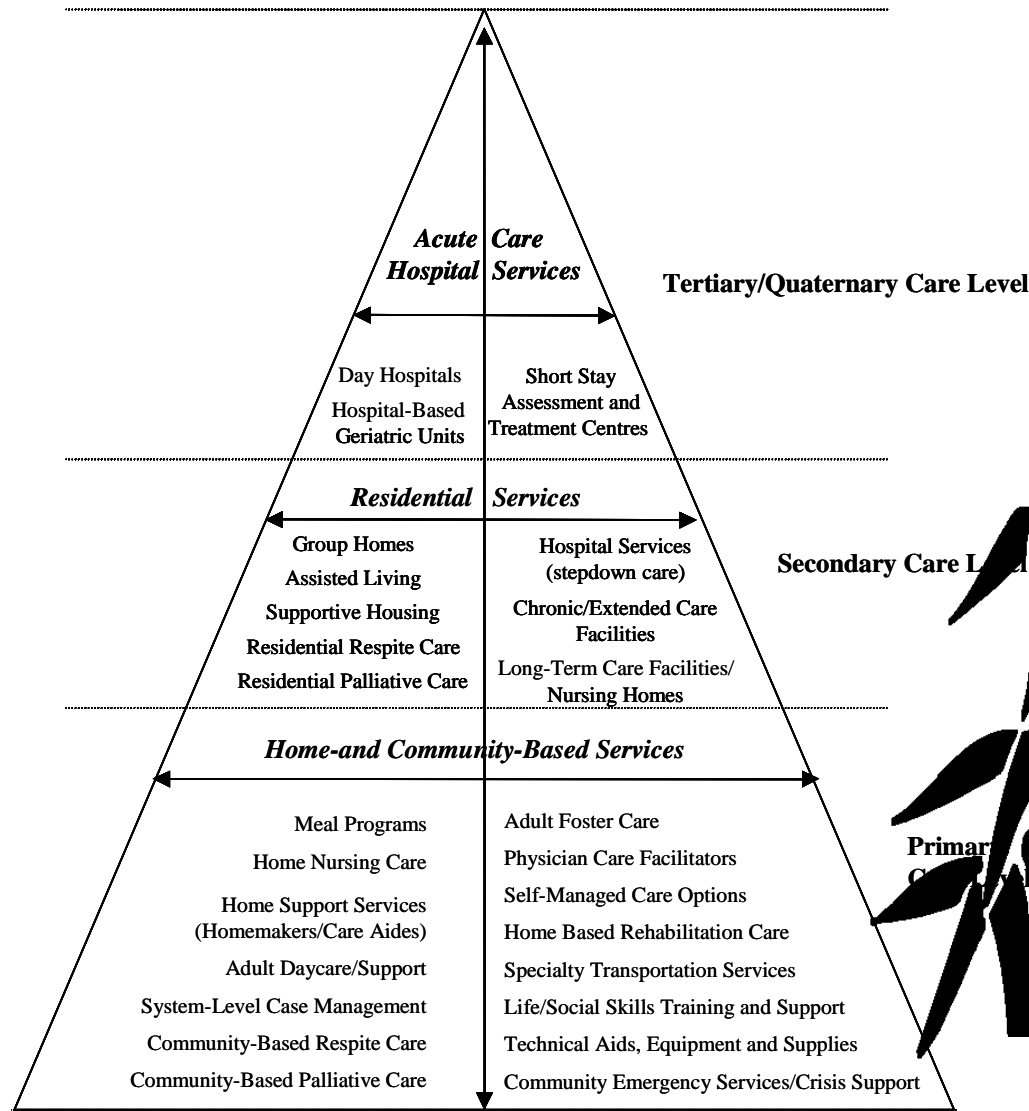 Acute Care
Hospital Services
Tertiary/Quaternary Care Level
Day Hospitals
Hospital-Based
Geriatric Units
Short Stay
Assessment and
Treatment Centres
Residential Services
Group Homes
Assisted Living
Supportive Housing
Residential Respite Care
Residential Palliative Care
Hospital Services
(stepdown care)
Chronic/Extended Care
Facilities
Long-Term Care Facilities/
Nursing Homes
Secondary Care
Home-and Community-Based Services
Meal Programs
Home Nursing Care
Home Support Services
(Homemakers/Care Aides)
Adult Daycare/Support
System-Level Case Management
Community-Based Respite Care
Community-Based Palliative Care
Adult Foster Care
Physician Care Facilitators
Self-Managed Care Options
Home Based Rehabilitation Care
Specialty Transportation Services
Life/Social Skills Training and Support
Technical Aids, Equipment and Supplies
Community Emergency Services/Crisis Support
Primary